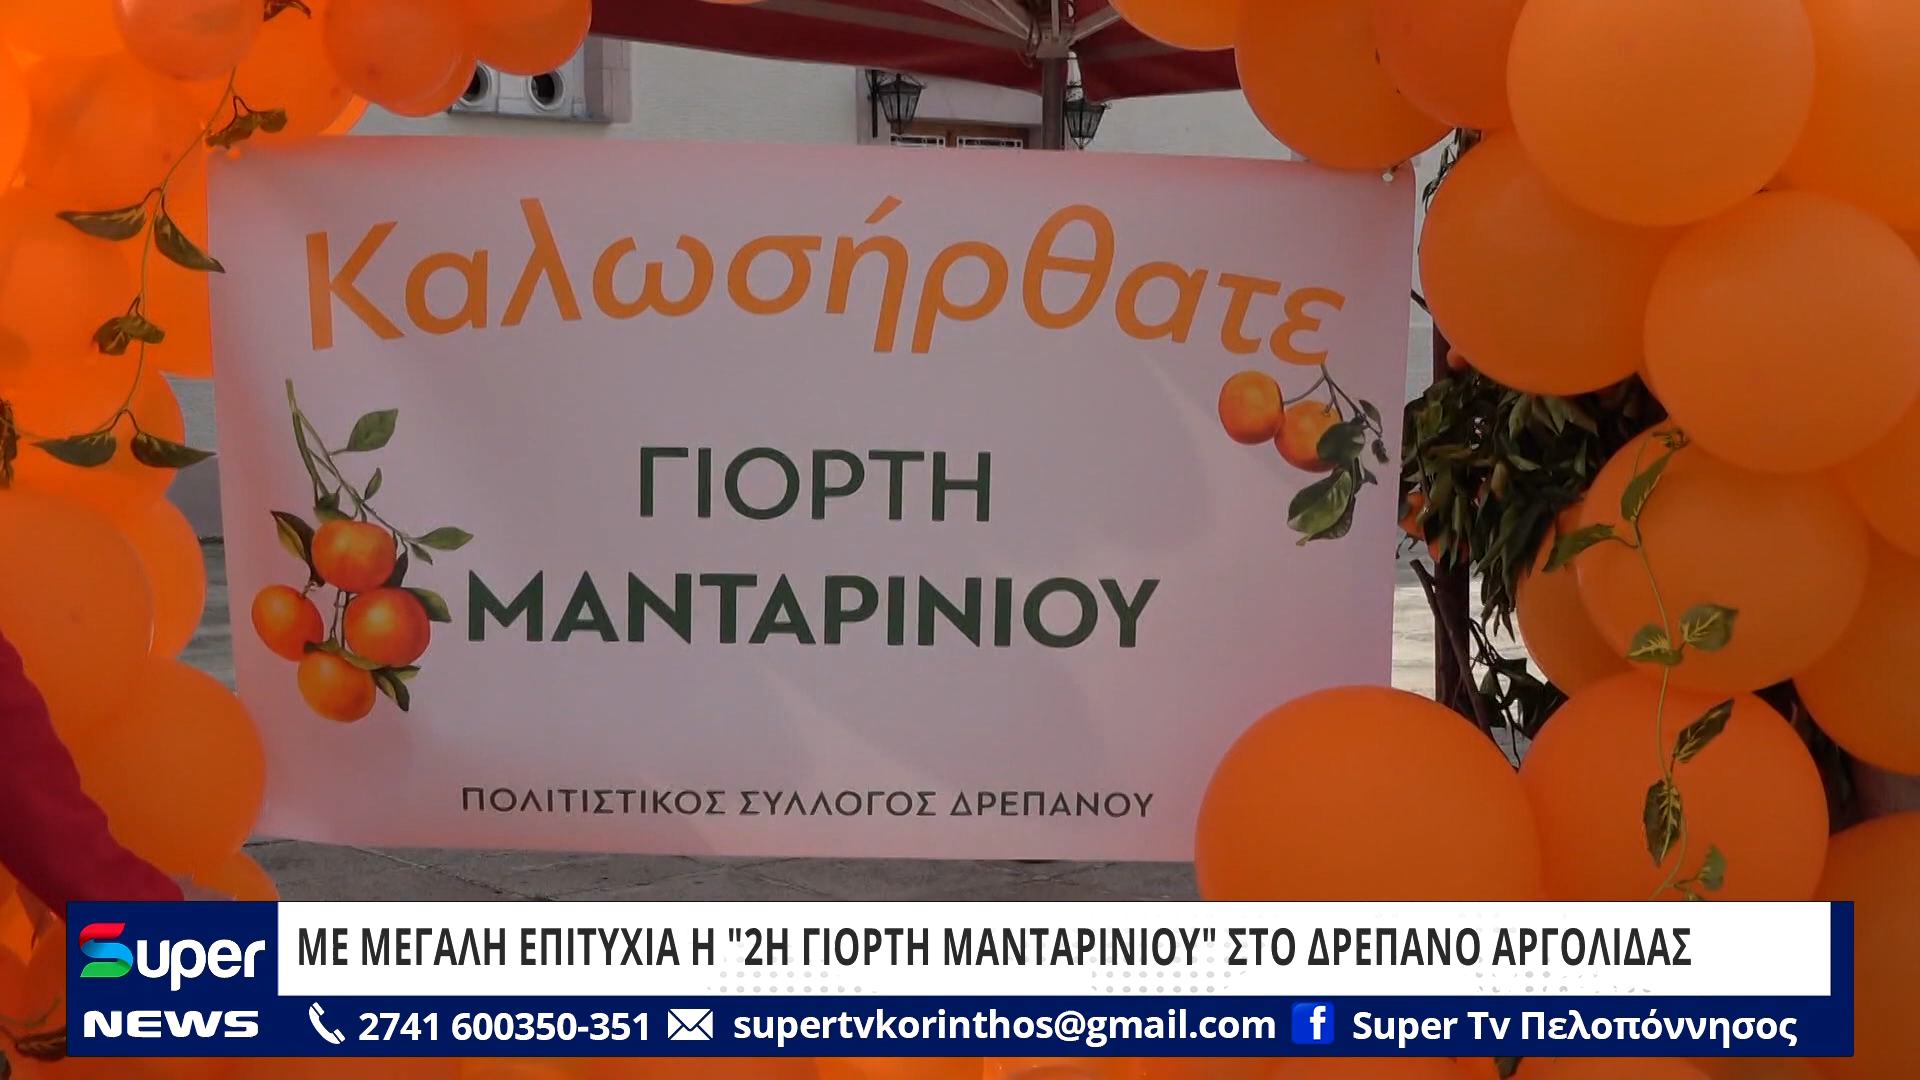 Καλωσήρθατε
ΓΙΟΡΤΗ
ΜΑΝΤΑΡΙΝΙΟΥ
ΠΟΛΙΤΙΣΤΙΚΟΣ ΣΥΛΛΟΓΟΣ ΔΡΕΠΑΝΟΥ
Super NEWS
ΜΕ ΜΕΓΑΛΗ ΕΠΙΤΥΧΙΑ Η "2Η ΓΙΟΡΤΗ ΜΑΝΤΑΡΙΝΙΟΥ" ΣΤΟ ΔΡΕΠΑΝΟ ΑΡΓΟΛΙΔΑΣ
2741 600350-351 supertvkorinthos@gmail.com f Super Tv Πελοπόννησος